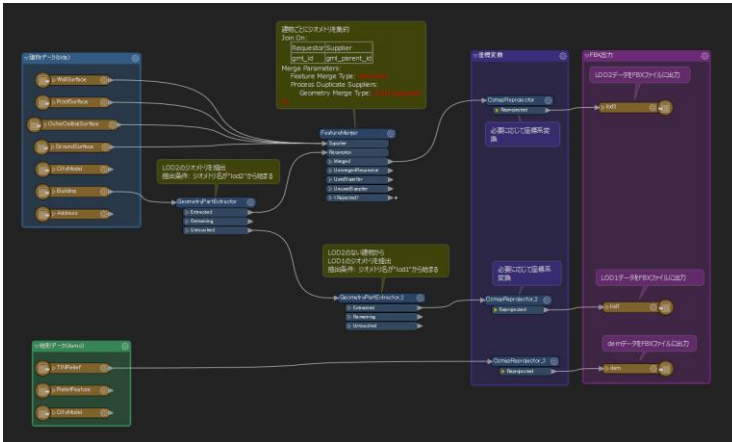 建物ごとにジオメトリを集約
Join On:
Requestor Supplier
gml_id gml_parent_id
Merge Parameters:
Feature Merge Type:
Process Duplicate Suppliers:
Geometry Merge Type:
建物データ(bldg)
WallSurface
RoofSurface
OuterCeilingSurface
GroundSurface
CityModel
Building
Address
LOD2のジオメトリを抽出
抽出条件: ジオメトリ名が"lod2"から始まる
GeometryPartExtractor
Extracted
Remaining
Untouched
FeatureMerger
Supplier
Requestor
Merged
UnmergedRequestor
UsedSupplier
UnusedSupplier
<Rejected>
LOD2のない建物から
LOD1のジオメトリを抽出
抽出条件: ジオメトリ名が"lod1"から始まる
GeometryPartExtractor_2
Extracted
Remaining
Untouched
座標変換
CsmapReprojector
Reprojected
必要に応じて座標系変
換
必要に応じて座標系
変換
CsmapReprojector_2
Reprojected
CsmapReprojector_3
Reprojected
FBX出力
LOD2データをFBXファイルに出力
lod2
LOD1データをFBXファイルに出力
lod1
demデータをFBXファイルに出力
dem
地形データ(dem)
TINRelief
ReliefFeature
CityModel